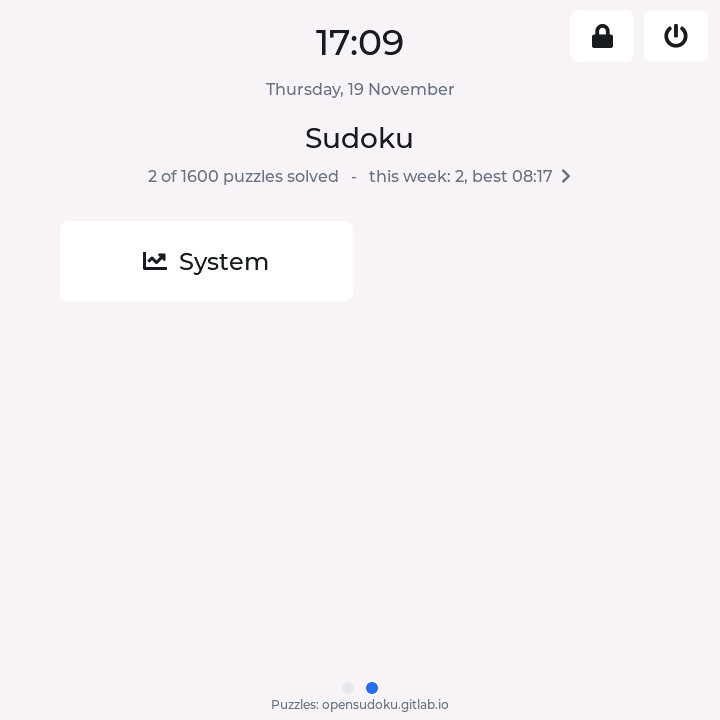 17:09
Thursday, 19 November
Sudoku
2 of 1600 puzzles solved - this week: 2, best 08:17
System
Puzzles: opensudoku.gitlab.io